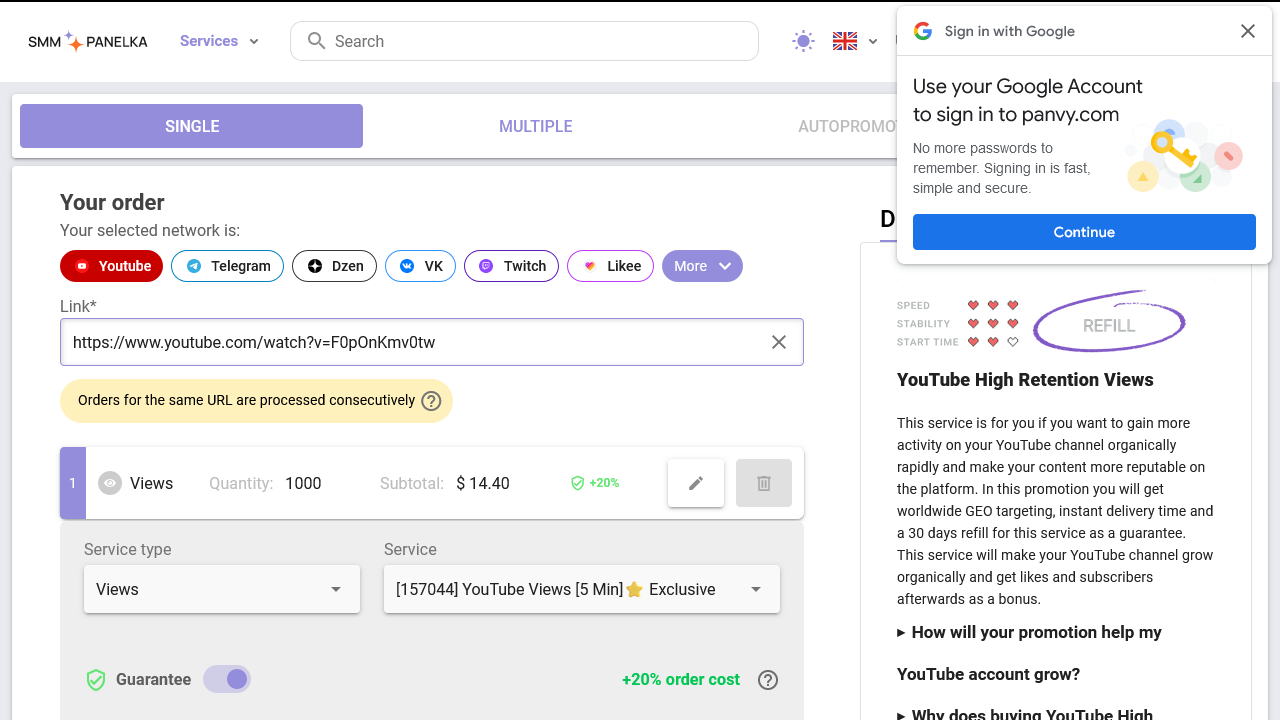 SMM PANELKA
Services
Search
SINGLE
MULTIPLE
Sign in with Google
Use your Google Account
to sign in to panvy.com
No more passwords to
remember. Signing in is fast,
simple and secure.
Continue
Your order
Your selected network is:
Youtube
Telegram
Dzen
VK
Twitch
Likee
More
Link*
https://www.youtube.com/watch?v=F0pOnKmv0tw
Orders for the same URL are processed consecutively
1
Views
Quantity:
1000
Subtotal:
$ 14.40
+20%
Service type
Service
Views
[157044] YouTube Views [5 Min]⭐ Exclusive
Guarantee
+20% order cost
SPEED
STABILITY
START TIME
REFILL
YouTube High Retention Views
This service is for you if you want to gain more
activity on your YouTube channel organically
rapidly and make your content more reputable on
the platform. In this promotion you will get
worldwide GEO targeting, instant delivery time and
a 30 days refill for this service as a guarantee.
This service will make your YouTube channel grow
organically and get likes and subscribers
afterwards as a bonus.
▸ How will your promotion help my
YouTube account grow?
▸ Why does buying YouTube High